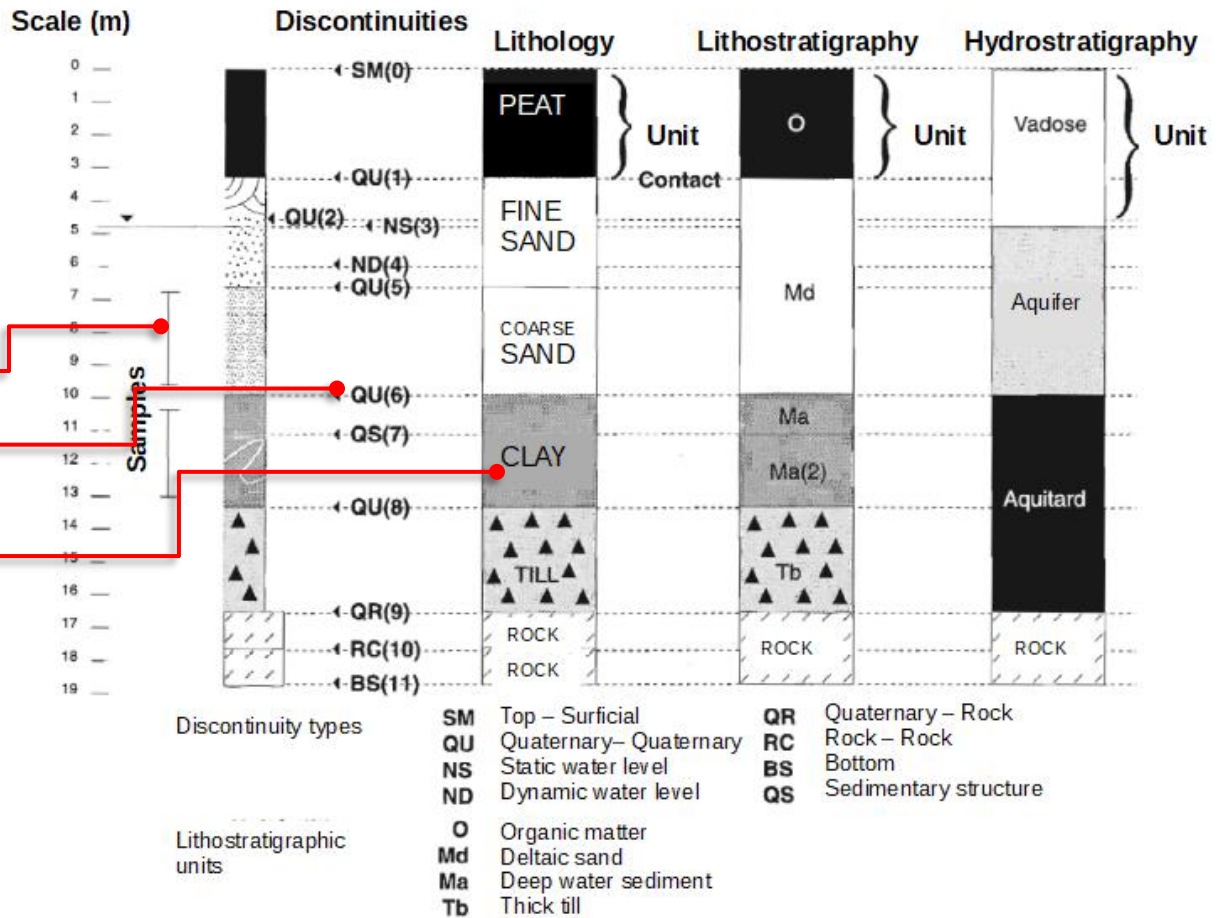 Scale (m)
Discontinuities
Lithology
Lithostratigraphy
Hydrostratigraphy
0
1
2
3
4
5
6
7
8
9
10
11
12
13
14
15
16
17
18
19
Samples
SM(0)
QU(1)
QU(2)
NS(3)
ND(4)
QU(5)
QU(6)
QS(7)
QU(8)
QR(9)
RC(10)
BS(11)
PEAT
Unit
Contact
FINE
SAND
COARSE
SAND
CLAY
TILL
ROCK
ROCK
O
Unit
Md
Ma
Ma(2)
Tb
ROCK
Vadose
Unit
Aquifer
Aquitard
ROCK
Discontinuity types
SM Top – Surficial
QU Quaternary– Quaternary
NS Static water level
ND Dynamic water level
QR Quaternary – Rock
RC Rock – Rock
BS Bottom
QS Sedimentary structure
Lithostratigraphic
units
O Organic matter
Md Deltaic sand
Ma Deep water sediment
Tb Thick till